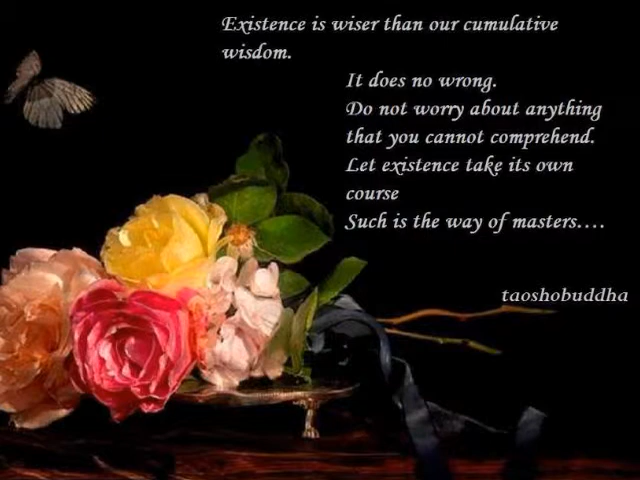 Existence is wiser than our cumulative
wisdom.
It does no wrong.
Do not worry about anything
that you cannot comprehend.
Let existence take its own
course
Such is the way of masters....
taoshobuddha